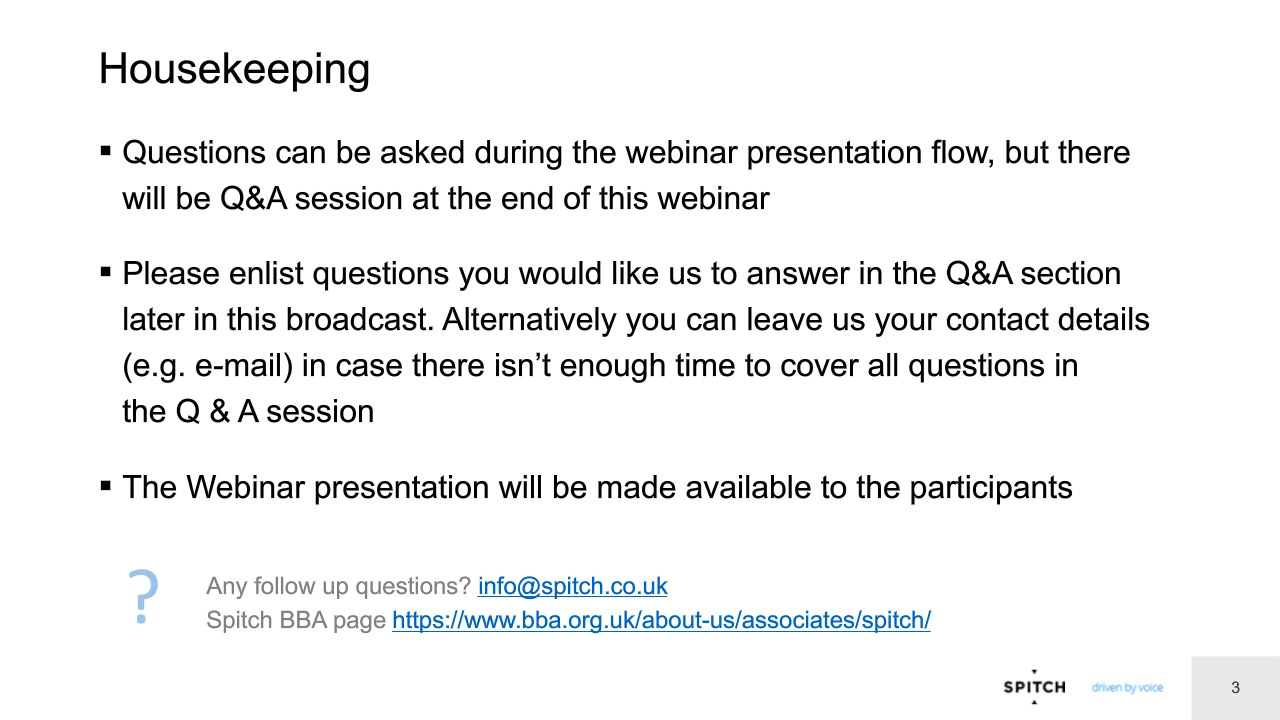 Housekeeping
▪ Questions can be asked during the webinar presentation flow, but there
will be Q&A session at the end of this webinar
▪ Please enlist questions you would like us to answer in the Q&A section
later in this broadcast. Alternatively you can leave us your contact details
(e.g. e-mail) in case there isn’t enough time to cover all questions in
the Q & A session
▪ The Webinar presentation will be made available to the participants
?
Any follow up questions? info@spitch.co.uk
Spitch BBA page https://www.bba.org.uk/about-us/associates/spitch/
SPITCH driven by voice 3